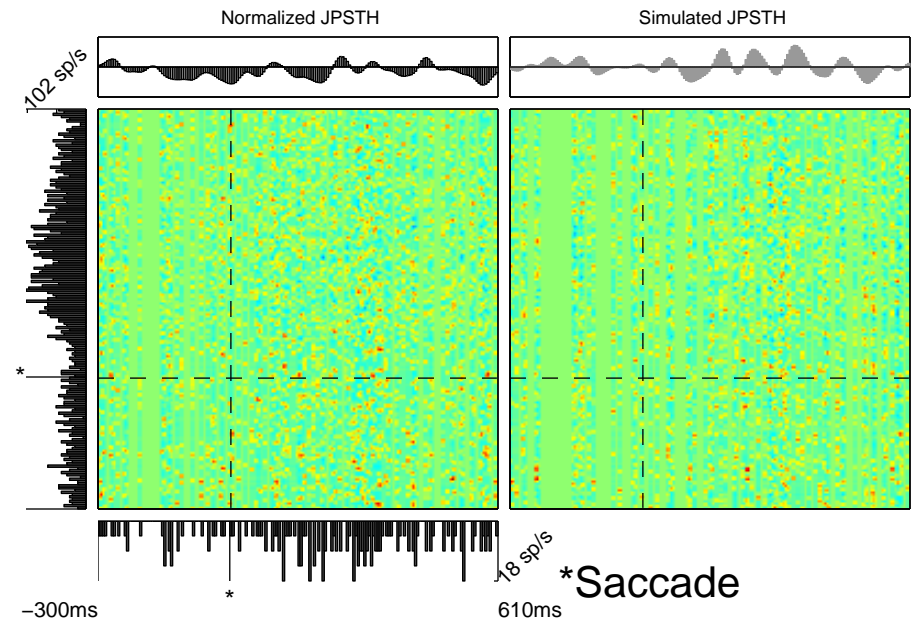 Normalized JPSTH
Simulated JPSTH
102 sp/s
*
18 sp/s
*Saccade
*
−300ms
610ms